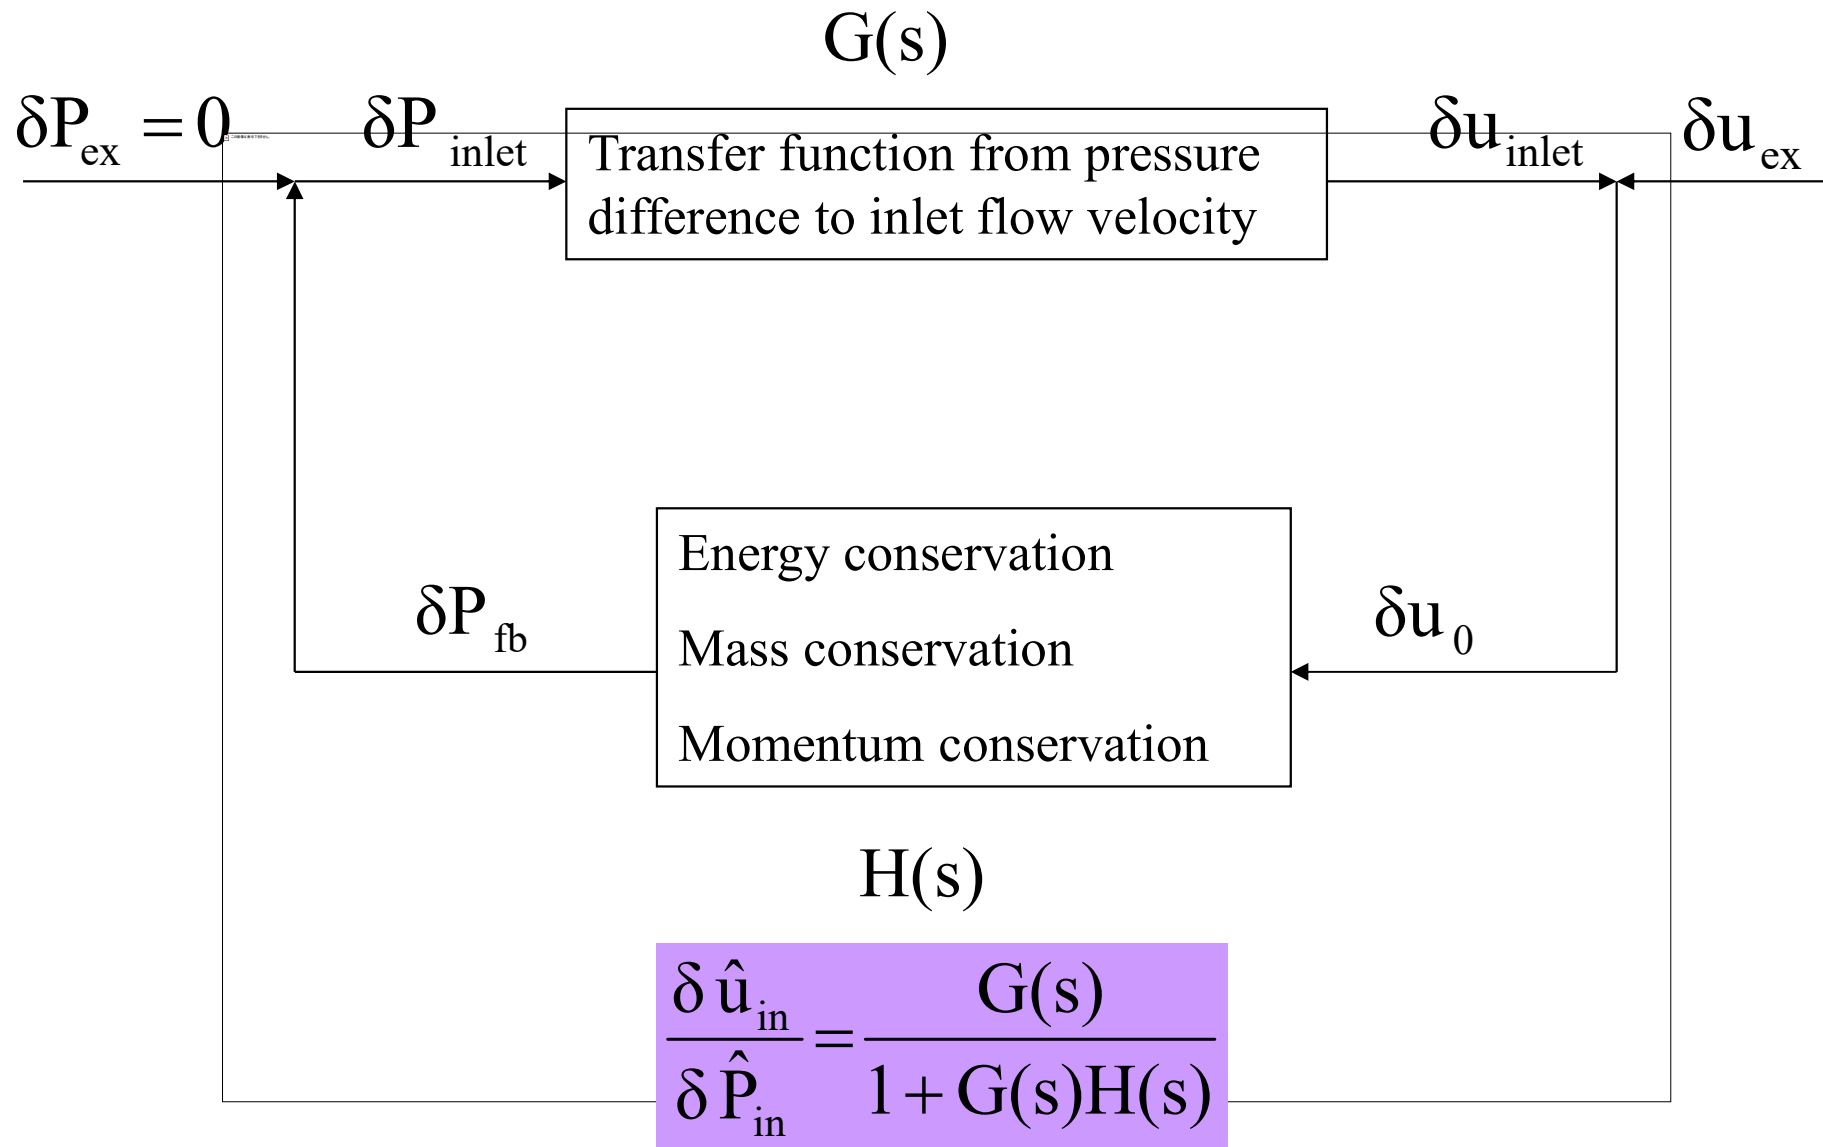 G(s)
δP_ex = 0
δP_inlet
Transfer function from pressure
difference to inlet flow velocity
δu_inlet
δu_ex
Energy conservation
Mass conservation
Momentum conservation
δP_fb
δu_0
H(s)
δû_in / δP̂_in = G(s) / 1 + G(s)H(s)